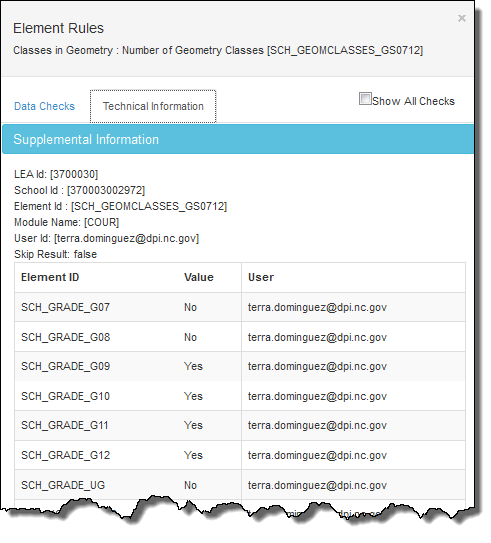 Element Rules
×
Classes in Geometry : Number of Geometry Classes [SCH_GEOMCLASSES_GS0712]
Data Checks Technical Information Show All Checks
Supplemental Information
LEA Id: [3700030]
School Id : [370003002972]
Element Id : [SCH_GEOMCLASSES_GS0712]
Module Name: [COUR]
User Id: [terra.dominguez@dpi.nc.gov]
Skip Result: false
Element ID Value User
SCH_GRADE_G07 No terra.dominguez@dpi.nc.gov
SCH_GRADE_G08 No terra.dominguez@dpi.nc.gov
SCH_GRADE_G09 Yes terra.dominguez@dpi.nc.gov
SCH_GRADE_G10 Yes terra.dominguez@dpi.nc.gov
SCH_GRADE_G11 Yes terra.dominguez@dpi.nc.gov
SCH_GRADE_G12 Yes terra.dominguez@dpi.nc.gov
SCH_GRADE_UG No terra.dominguez@dpi.nc.gov